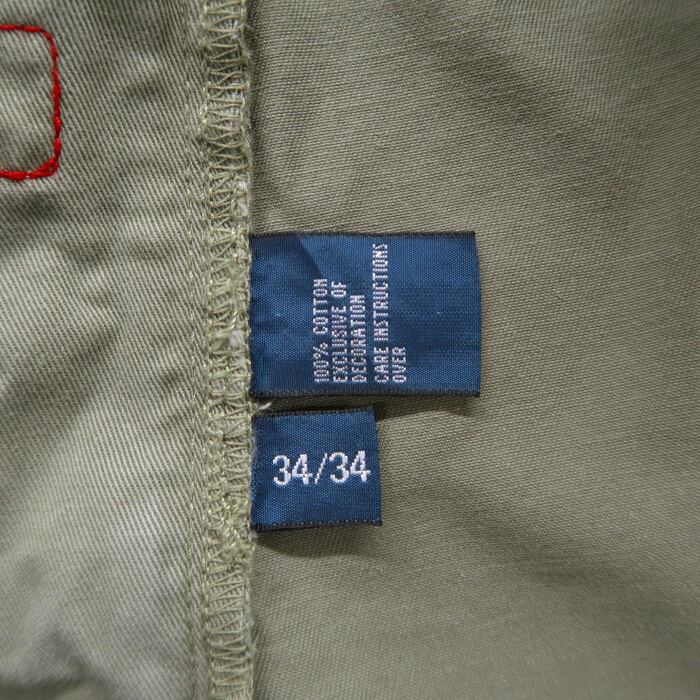 100% COTTON
EXCLUSIVE OF
DECORATION
CARE INSTRUCTIONS
OVER
34/34